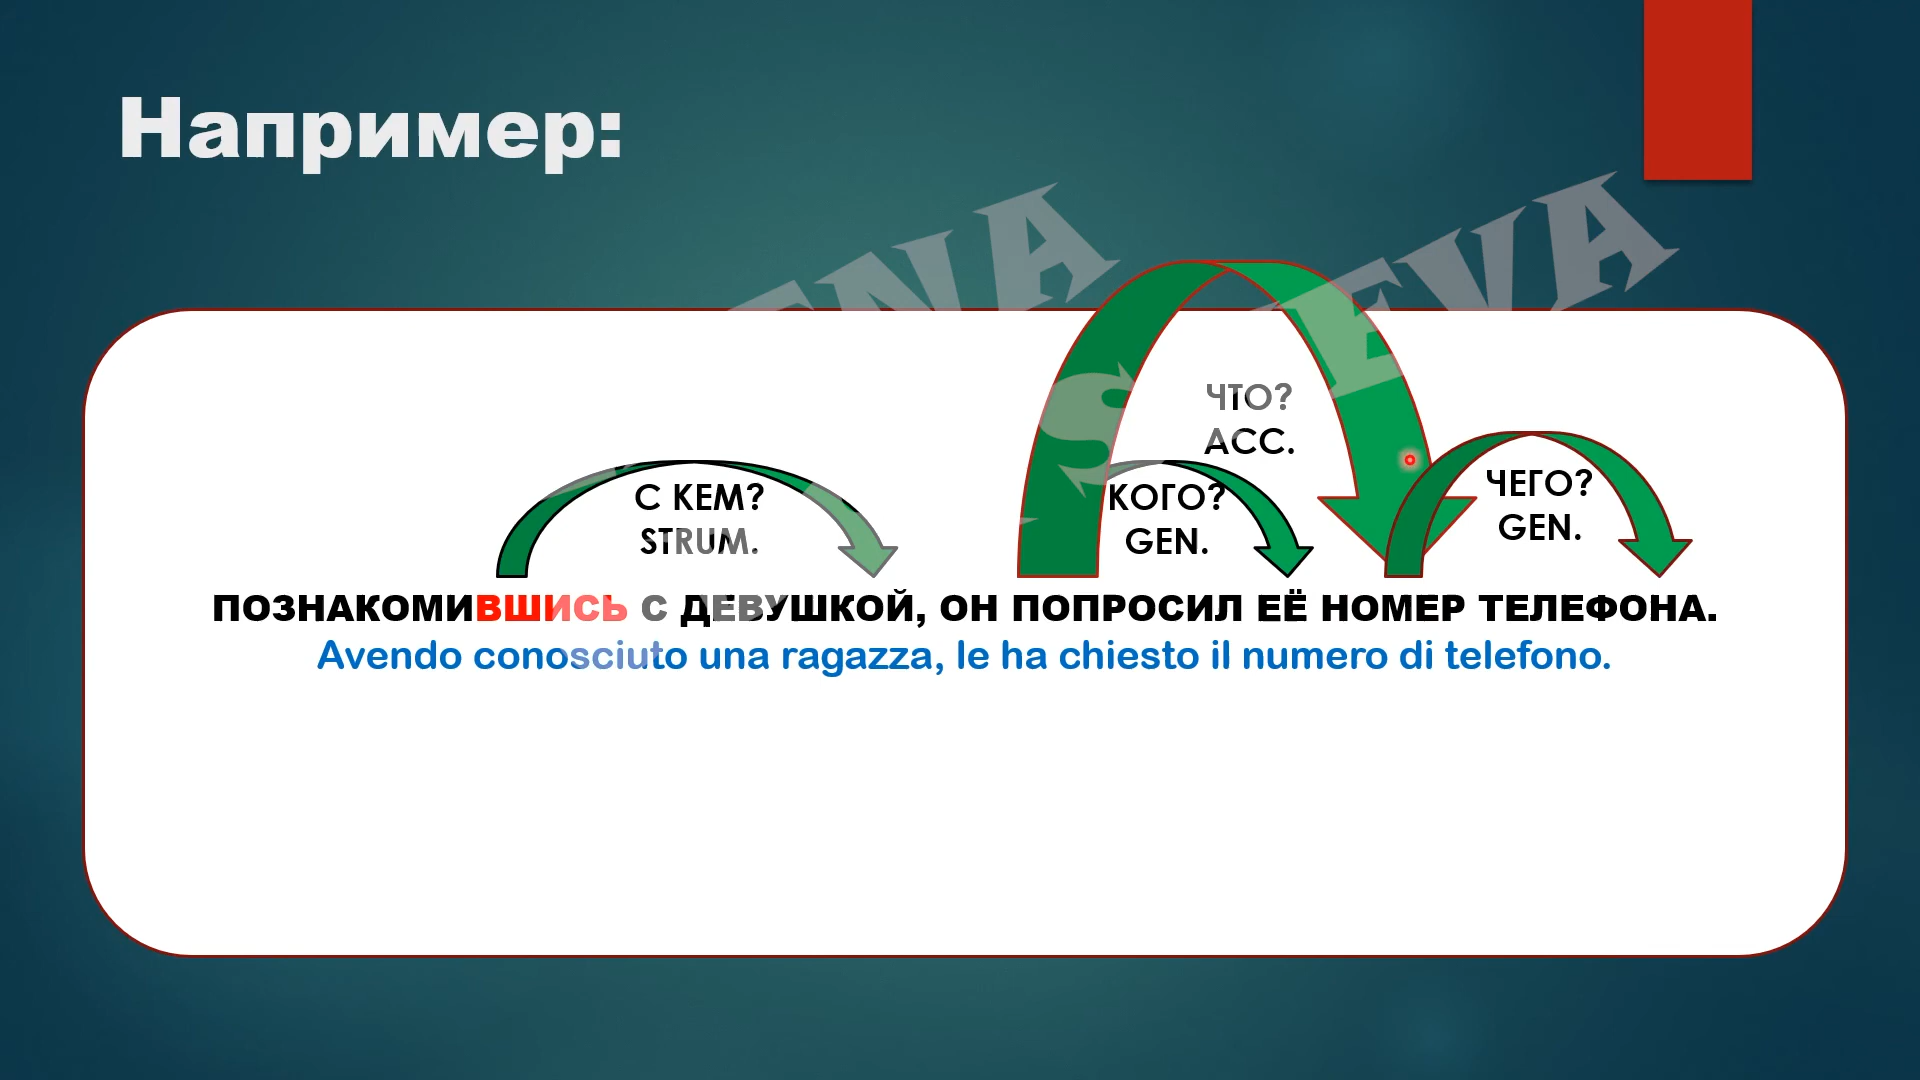 Например:
ЧТО?
ACC.
С КЕМ?
STRUM.
КОГО?
GEN.
ЧЕГО?
GEN.
ПОЗНАКОМИВШИСЬ С ДЕВУШКОЙ, ОН ПОПРОСИЛ ЕЁ НОМЕР ТЕЛЕФОНА.
Avendo conosciuto una ragazza, le ha chiesto il numero di telefono.